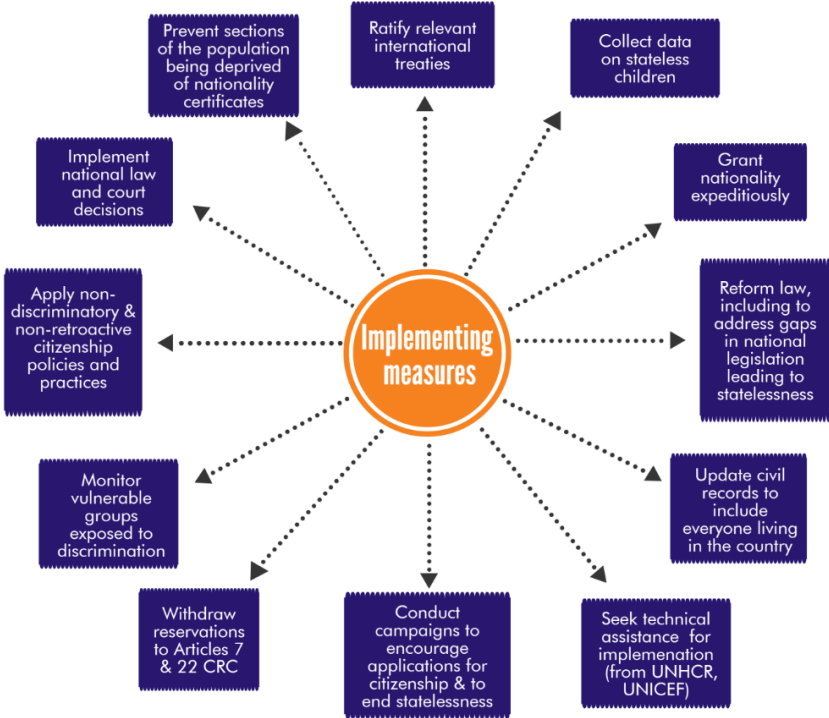 Prevent sections
of the population
being deprived
of nationality
certificates
Ratify relevant
international
treaties
Collect data
on stateless
children
Implement
national law
and court
decisions
Grant
nationality
expeditiously
Apply non-
discriminatory &
non-retroactive
citizenship
policies and
practices
Implementing
measures
Reform law,
including to
address gaps
in national
legislation
leading to
statelessness
Monitor
vulnerable
groups
exposed to
discrimination
Update civil
records to
include
everyone living
in the country
Withdraw
reservations
to Articles 7
& 22 CRC
Conduct
campaigns to
encourage
applications for
citizenship & to
end statelessness
Seek technical
assistance for
implemenation
(from UNHCR,
UNICEF)